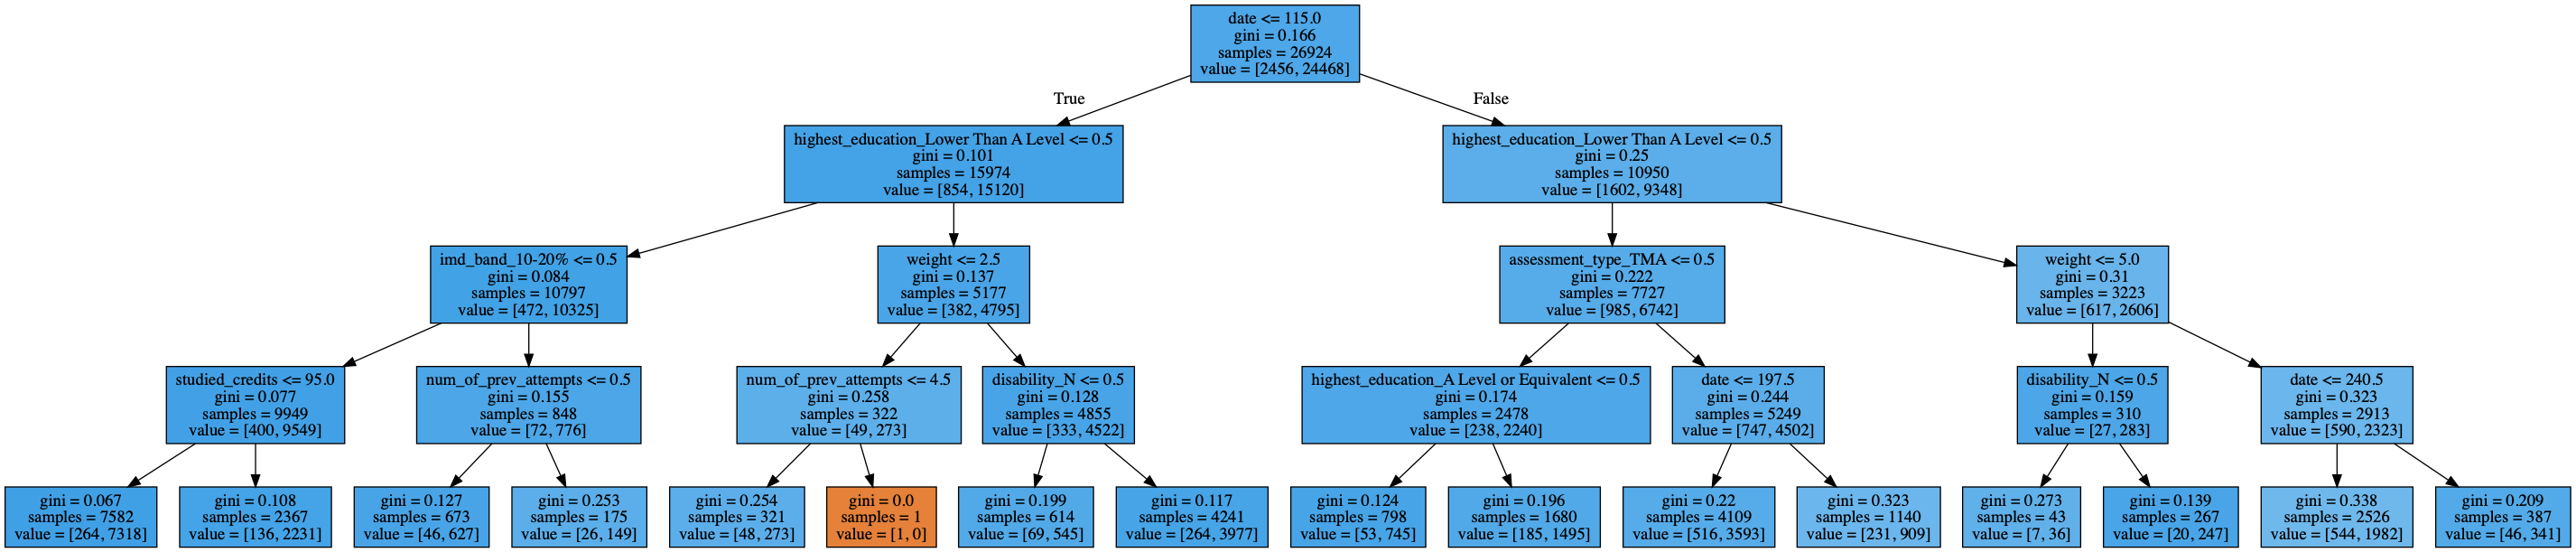 date <= 115.0
gini = 0.166
samples = 26924
value = [2456, 24468]
True
False
highest_education_Lower Than A Level <= 0.5
gini = 0.101
samples = 15974
value = [854, 15120]
highest_education_Lower Than A Level <= 0.5
gini = 0.25
samples = 10950
value = [1602, 9348]
imd_band_10-20% <= 0.5
gini = 0.084
samples = 10797
value = [472, 10325]
weight <= 2.5
gini = 0.137
samples = 5177
value = [382, 4795]
assessment_type_TMA <= 0.5
gini = 0.222
samples = 7727
value = [985, 6742]
weight <= 5.0
gini = 0.31
samples = 3223
value = [617, 2606]
studied_credits <= 95.0
gini = 0.077
samples = 9949
value = [400, 9549]
num_of_prev_attempts <= 0.5
gini = 0.155
samples = 848
value = [72, 776]
num_of_prev_attempts <= 4.5
gini = 0.258
samples = 322
value = [49, 273]
disability_N <= 0.5
gini = 0.128
samples = 4855
value = [333, 4522]
highest_education_A Level or Equivalent <= 0.5
gini = 0.174
samples = 2478
value = [238, 2240]
date <= 197.5
gini = 0.244
samples = 5249
value = [747, 4502]
disability_N <= 0.5
gini = 0.159
samples = 310
value = [27, 283]
date <= 240.5
gini = 0.323
samples = 2913
value = [590, 2323]
gini = 0.067
samples = 7582
value = [264, 7318]
gini = 0.108
samples = 2367
value = [136, 2231]
gini = 0.127
samples = 673
value = [46, 627]
gini = 0.253
samples = 175
value = [26, 149]
gini = 0.254
samples = 321
value = [48, 273]
gini = 0.0
samples = 1
value = [1, 0]
gini = 0.199
samples = 614
value = [69, 545]
gini = 0.117
samples = 4241
value = [264, 3977]
gini = 0.124
samples = 798
value = [53, 745]
gini = 0.196
samples = 1680
value = [185, 1495]
gini = 0.22
samples = 4109
value = [516, 3593]
gini = 0.323
samples = 1140
value = [231, 909]
gini = 0.273
samples = 43
value = [7, 36]
gini = 0.139
samples = 267
value = [20, 247]
gini = 0.338
samples = 2526
value = [544, 1982]
gini = 0.209
samples = 387
value = [46, 341]